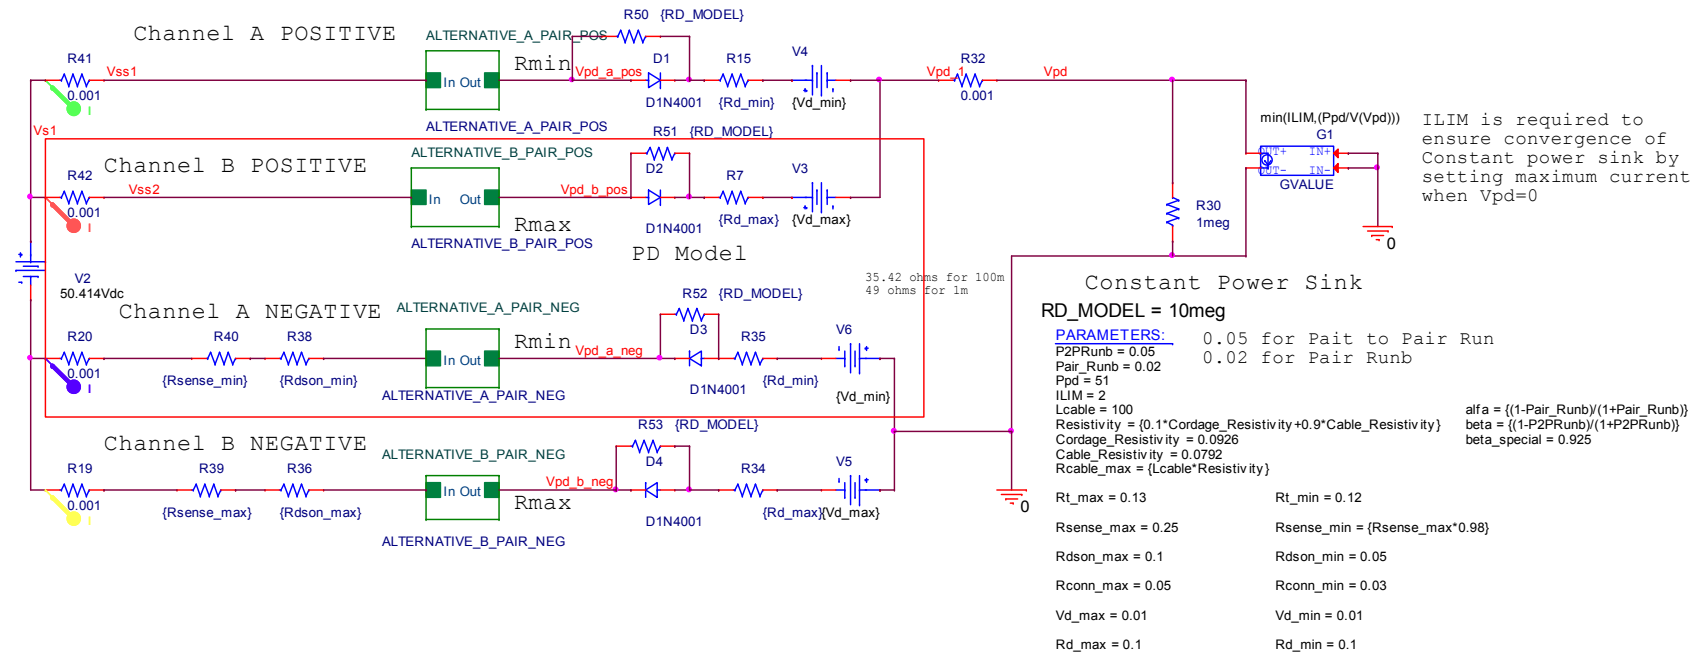 Channel A POSITIVE
R41
0.001
Vss1
I
ALTERNATIVE_A_PAIR_POS
In Out
ALTERNATIVE_A_PAIR_POS
Rmin
R50 {RD_MODEL}
Vpd_a_pos
D1
D1N4001
R15
{Rd_min}
V4
{Vd_min}
Vpd_1
R32
0.001
Vpd
min(ILIM,(Ppd/V(Vpd)))
G1
OUT+ IN+
OUT- IN-
GVALUE
0
ILIM is required to
ensure convergence of
Constant power sink by
setting maximum current
when Vpd=0
Vs1
Channel B POSITIVE
R42
0.001
Vss2
I
ALTERNATIVE_B_PAIR_POS
In Out
ALTERNATIVE_B_PAIR_POS
Rmax
R51 {RD_MODEL}
Vpd_b_pos
D2
D1N4001
R7
{Rd_max}
V3
{Vd_max}
PD Model
R30
1meg
V2
50.414Vdc
35.42 ohms for 100m
49 ohms for 1m
Constant Power Sink
Channel A NEGATIVE
R20
0.001
I
R40
{Rsense_min}
R38
{Rdson_min}
ALTERNATIVE_A_PAIR_NEG
In Out
ALTERNATIVE_A_PAIR_NEG
Rmin
Vpd_a_neg
R52 {RD_MODEL}
D3
D1N4001
R35
{Rd_min}
V6
{Vd_min}
Channel B NEGATIVE
R19
0.001
I
R39
{Rsense_max}
R36
{Rdson_max}
ALTERNATIVE_B_PAIR_NEG
In Out
ALTERNATIVE_B_PAIR_NEG
Rmax
Vpd_b_neg
R53 {RD_MODEL}
D4
D1N4001
R34
{Rd_max}
V5
{Vd_max}
0
RD_MODEL = 10meg
PARAMETERS:
0.05 for Pait to Pair Run
0.02 for Pair Runb
P2PRunb = 0.05
Pair_Runb = 0.02
Ppd = 51
ILIM = 2
Lcable = 100
Resistivity = {0.1*Cordage_Resistivity+0.9*Cable_Resistivity}
Cordage_Resistivity = 0.0926
Cable_Resistivity = 0.0792
Rcable_max = {Lcable*Resistivity}
alfa = {(1-Pair_Runb)/(1+Pair_Runb)}
beta = {(1-P2PRunb)/(1+P2PRunb)}
beta_special = 0.925
Rt_max = 0.13 Rt_min = 0.12
Rsense_max = 0.25 Rsense_min = {Rsense_max*0.98}
Rdson_max = 0.1 Rdson_min = 0.05
Rconn_max = 0.05 Rconn_min = 0.03
Vd_max = 0.01 Vd_min = 0.01
Rd_max = 0.1 Rd_min = 0.1